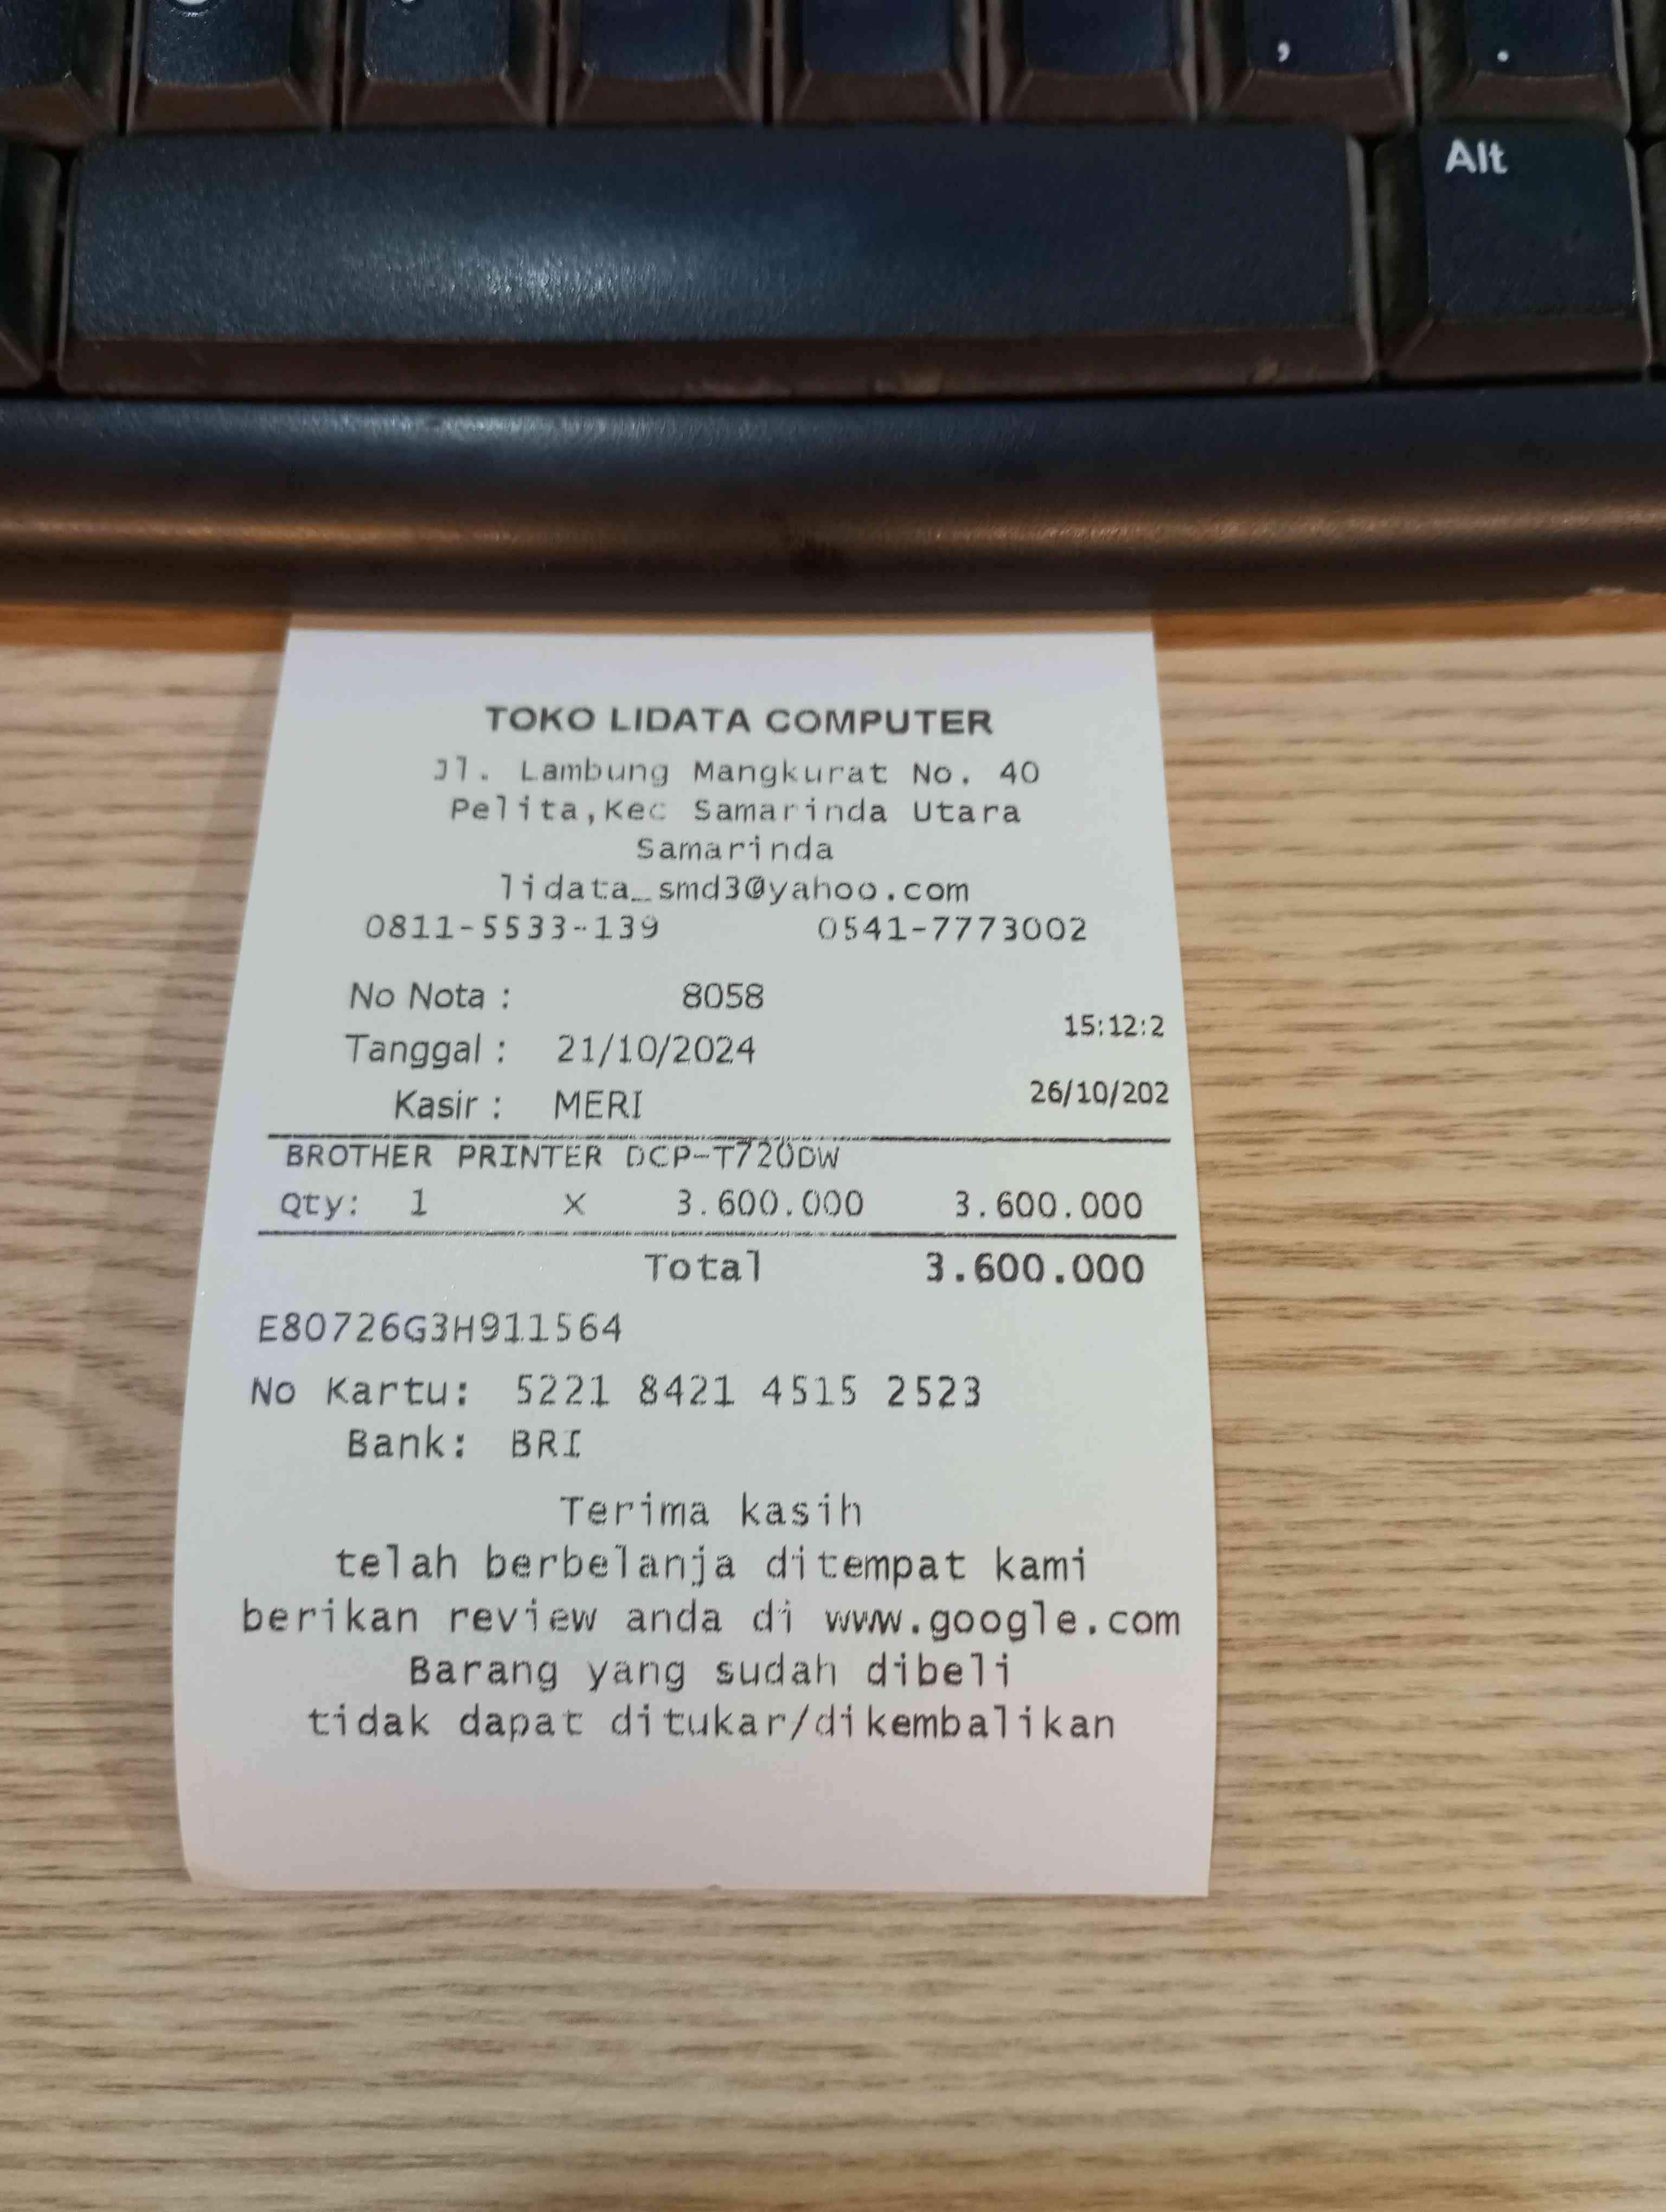 ,
.
Alt
TOKO LIDATA COMPUTER
Jl. Lambung Mangkurat No. 40
Pelita,Kec Samarinda Utara
Samarinda
lidata_smd3@yahoo.com
0811-5533-139 0541-7773002
No Nota : 8058
15:12:2
Tanggal : 21/10/2024
26/10/202
Kasir : MERI
BROTHER PRINTER DCP-T720DW
Qty: 1 X 3.600.000 3.600.000
Total 3.600.000
E80726G3H911564
No Kartu: 5221 8421 4515 2523
Bank: BRI
Terima kasih
telah berbelanja ditempat kami
berikan review anda di www.google.com
Barang yang sudah dibeli
tidak dapat ditukar/dikembalikan